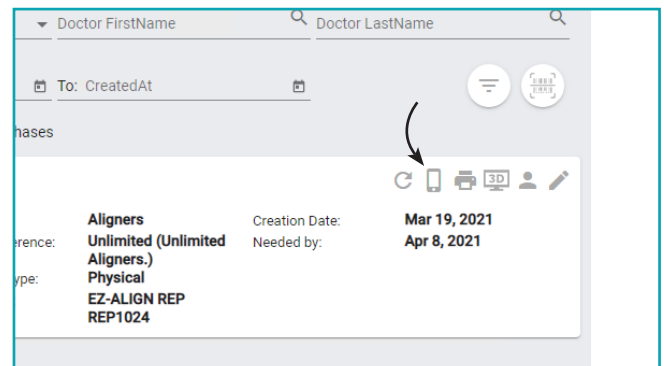 Doctor FirstName Doctor LastName
To: CreatedAt
hases
3D
Aligners Creation Date: Mar 19, 2021
erence: Unlimited (Unlimited Needed by: Apr 8, 2021
Aligners.)
ype: Physical
EZ-ALIGN REP
REP1024